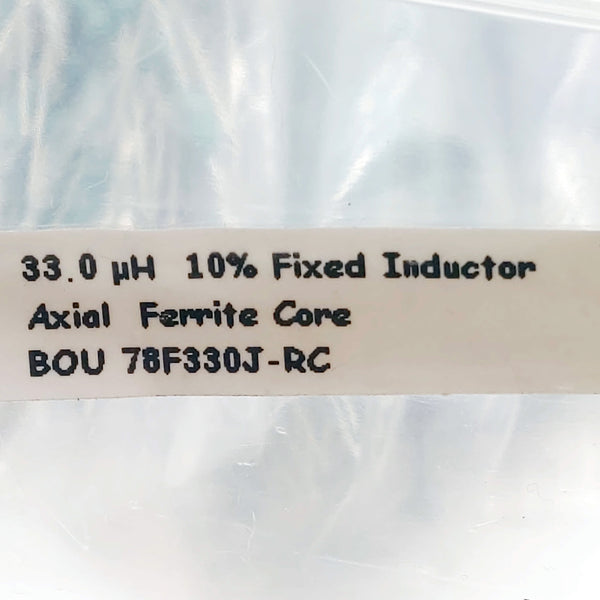 33.0 µH 10% Fixed Inductor
Axial Ferrite Core
BOU 78F330J-RC